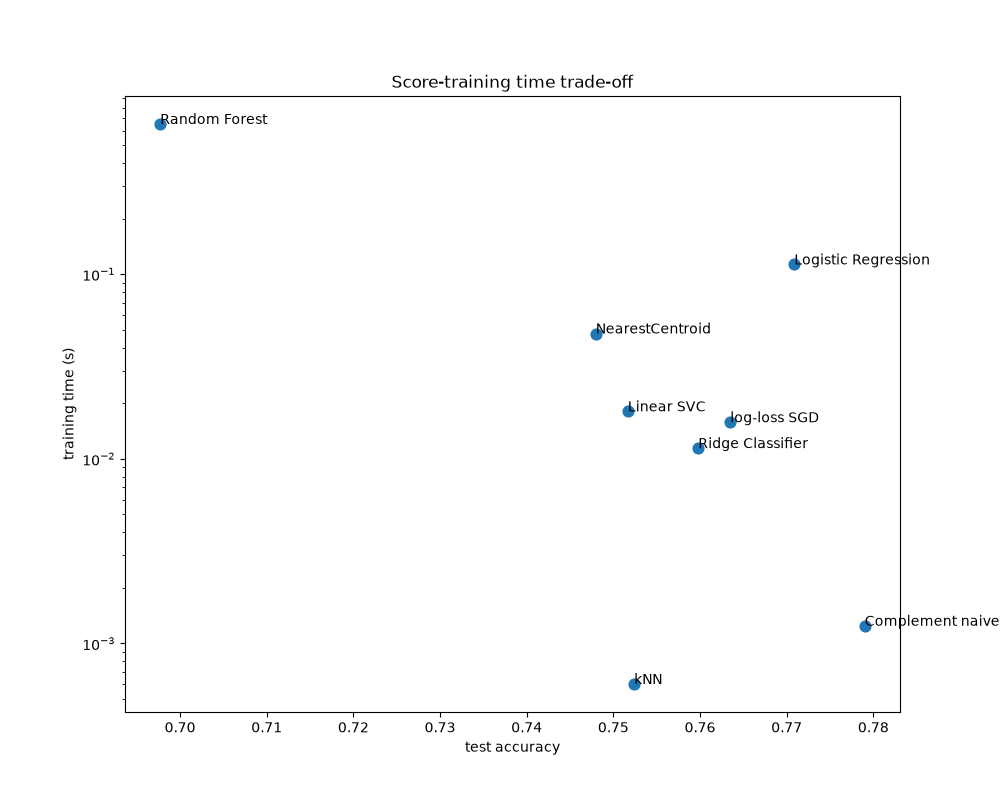 Score-training time trade-off
Random Forest
Logistic Regression
NearestCentroid
Linear SVC
log-loss SGD
Ridge Classifier
Complement naive
kNN
training time (s)
10⁻¹
10⁻²
10⁻³
0.70 0.71 0.72 0.73 0.74 0.75 0.76 0.77 0.78
test accuracy